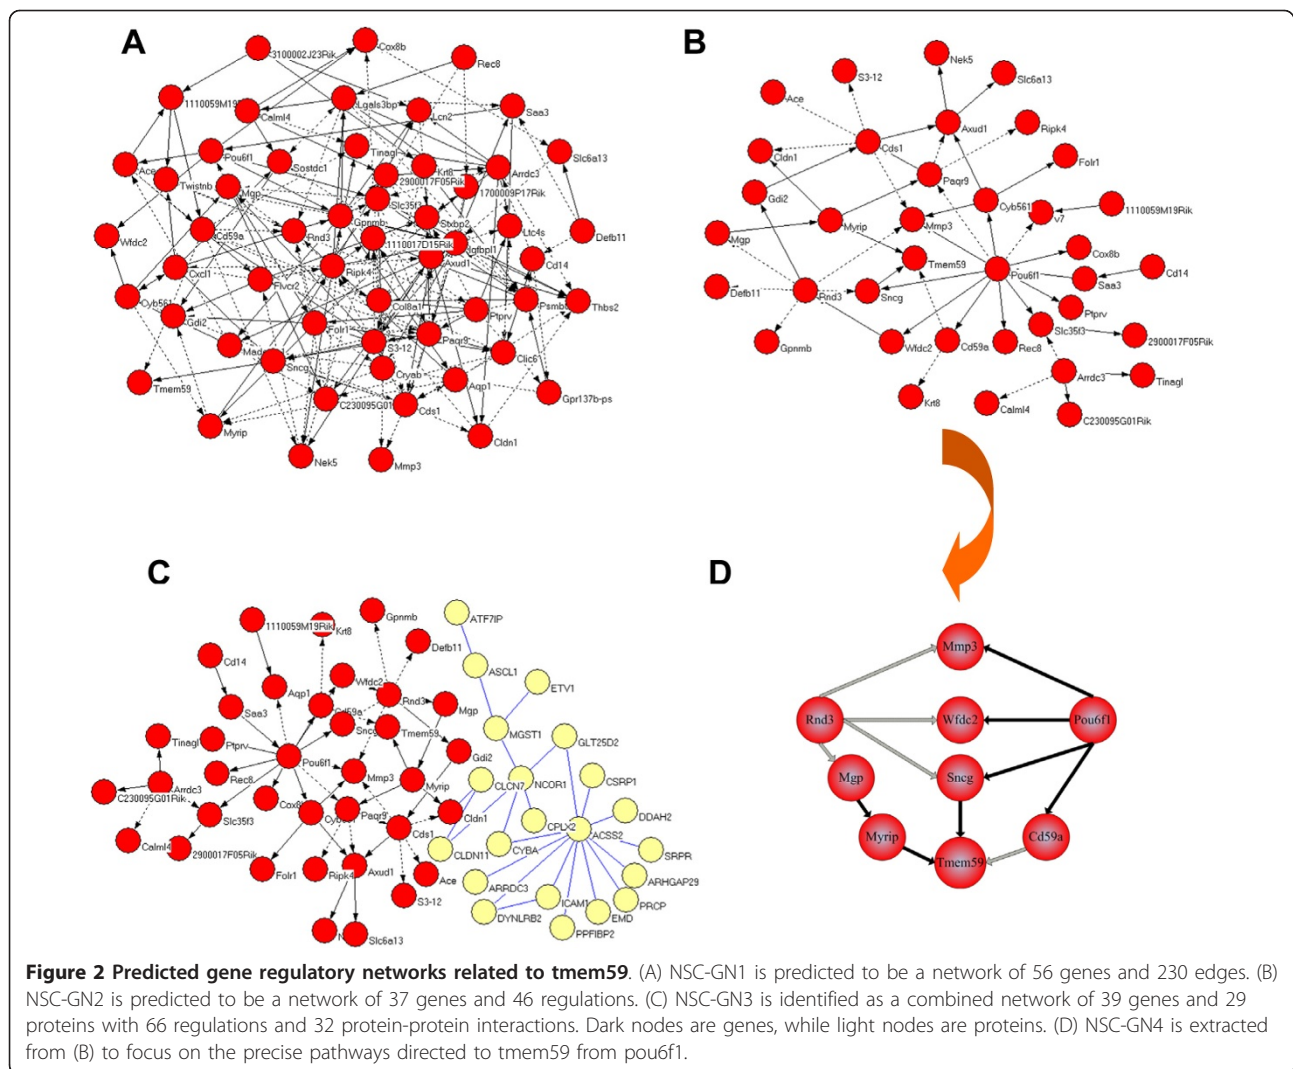 A
3100002J23Rik
Cox8b
Rec8
1110059M19
Calml4
Lgals3bp
Lcn2
Saa3
Slc6a13
Pou6f1
Sostdc1
Tinagl
Krt8
Arrdc3
Ace
Twistnb
Mgp
2900017F05Rik
1700009P17Rik
Slc35f3
Wfdc2
Cd59a
Rnd3
Gpnmb
Stxbp2
Ltc4s
Defb11
1110017D15Rik
Igfbpl1
Cxcl1
Flvcr2
Ripk4
Axud1
Cd14
Cyb561
Gdi2
Col8a1
Ptprv
Psmb
Thbs2
Folr1
S3-12
Paqr9
Clic6
Sncg
Tmem59
Cryab
Aqp1
Gpr137b-ps
C230095G01
Cds1
Myrip
Cldn1
Nek5
Mmp3
B
Nek5
S3-12
Slc6a13
Ace
Axud1
Ripk4
Cldn1
Cds1
Folr1
Paqr9
Gdi2
Cyb561
v7
1110059M19Rik
Myrip
Mmp3
Mgp
Cox8b
Tmem59
Pou6f1
Saa3
Cd14
Defb11
Rnd3
Sncg
Ptprv
Slc35f3
Gpnmb
Wfdc2
Cd59a
Rec8
2900017F05Rik
Arrdc3
Tinagl
Krt8
Calml4
C230095G01Rik
C
1110059M19Rik
Krt8
Gpnmb
ATF7IP
Defb11
Cd14
ASCL1
Wfdc2
ETV1
Aqp1
Rnd3
Mgp
Saa3
Cd59a
Sncg
Tmem59
MGST1
GLT25D2
Tinagl
Ptprv
Gdi2
Pou6f1
Rec8
Mmp3
Myrip
CLCN7
NCOR1
CSRP1
Arrdc3
C230095G01Rik
Cox8
Paqr9
Cldn1
DDAH2
Slc35f3
Cds1
CPLX2
ACSS2
Calml4
2900017F05Rik
CLDN11
CYBA
SRPR
Folr1
Ripk4
Axud1
Ace
ARRDC3
ARHGAP29
S3-12
ICAM1
PRCP
DYNLRB2
EMD
Slc6a13
PPFIBP2
D
Mmp3
Rnd3
Wfdc2
Pou6f1
Mgp
Sncg
Myrip
Tmem59
Cd59a
Figure 2 Predicted gene regulatory networks related to tmem59. (A) NSC-GN1 is predicted to be a network of 56 genes and 230 edges. (B)
NSC-GN2 is predicted to be a network of 37 genes and 46 regulations. (C) NSC-GN3 is identified as a combined network of 39 genes and 29
proteins with 66 regulations and 32 protein-protein interactions. Dark nodes are genes, while light nodes are proteins. (D) NSC-GN4 is extracted
from (B) to focus on the precise pathways directed to tmem59 from pou6f1.